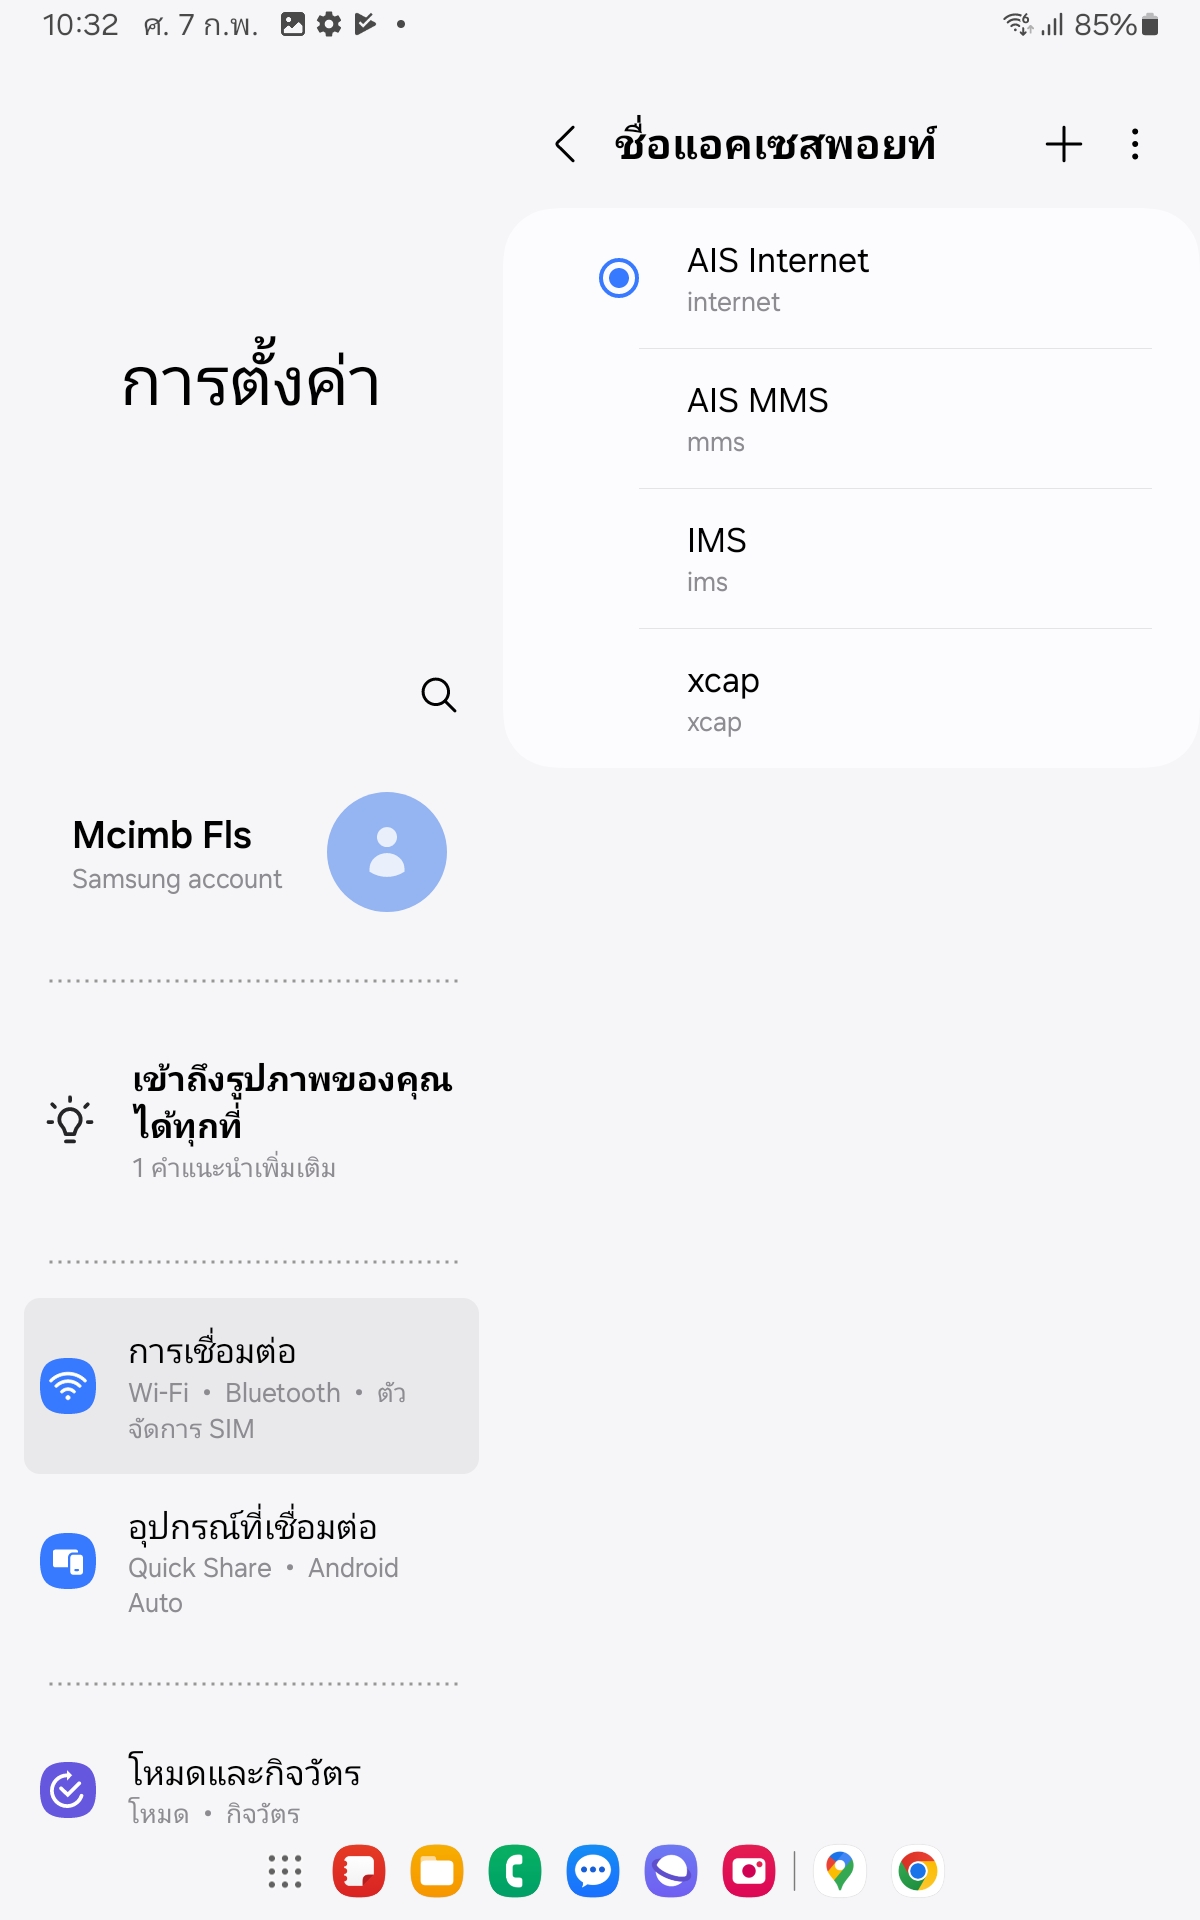 10:32 ศ. 7 ก.พ.
85%
การตั้งค่า
Mcimb Fls
Samsung account
เข้าถึงรูปภาพของคุณ
ได้ทุกที่
1 คำแนะนำเพิ่มเติม
การเชื่อมต่อ
Wi-Fi • Bluetooth • ตัว
จัดการ SIM
อุปกรณ์ที่เชื่อมต่อ
Quick Share • Android
Auto
โหมดและกิจวัตร
โหมด • กิจวัตร
ชื่อแอคเซสพอยท์
AIS Internet
internet
AIS MMS
mms
IMS
ims
xcap
xcap